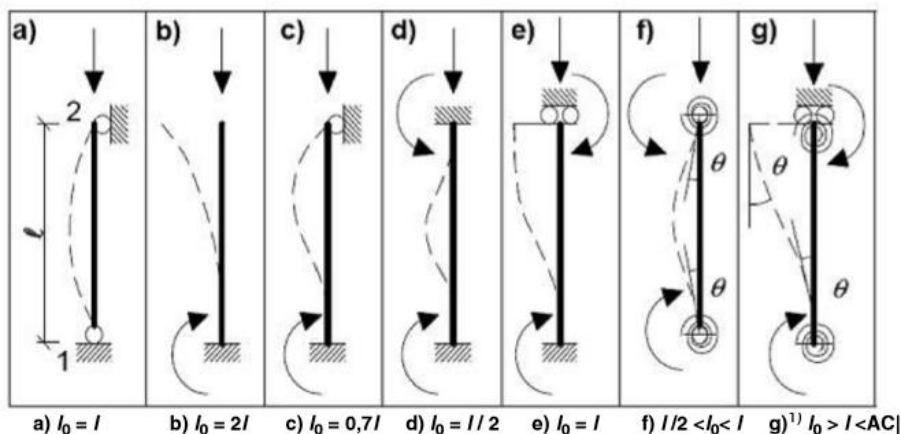 a) b) c) d) e) f) g)
2
θ θ
ℓ
θ θ
1
a) l₀ = l b) l₀ = 2l c) l₀ = 0,7l d) l₀ = l / 2 e) l₀ = l f) l /2 <l₀< l g)¹⁾ l₀ > l <AC|